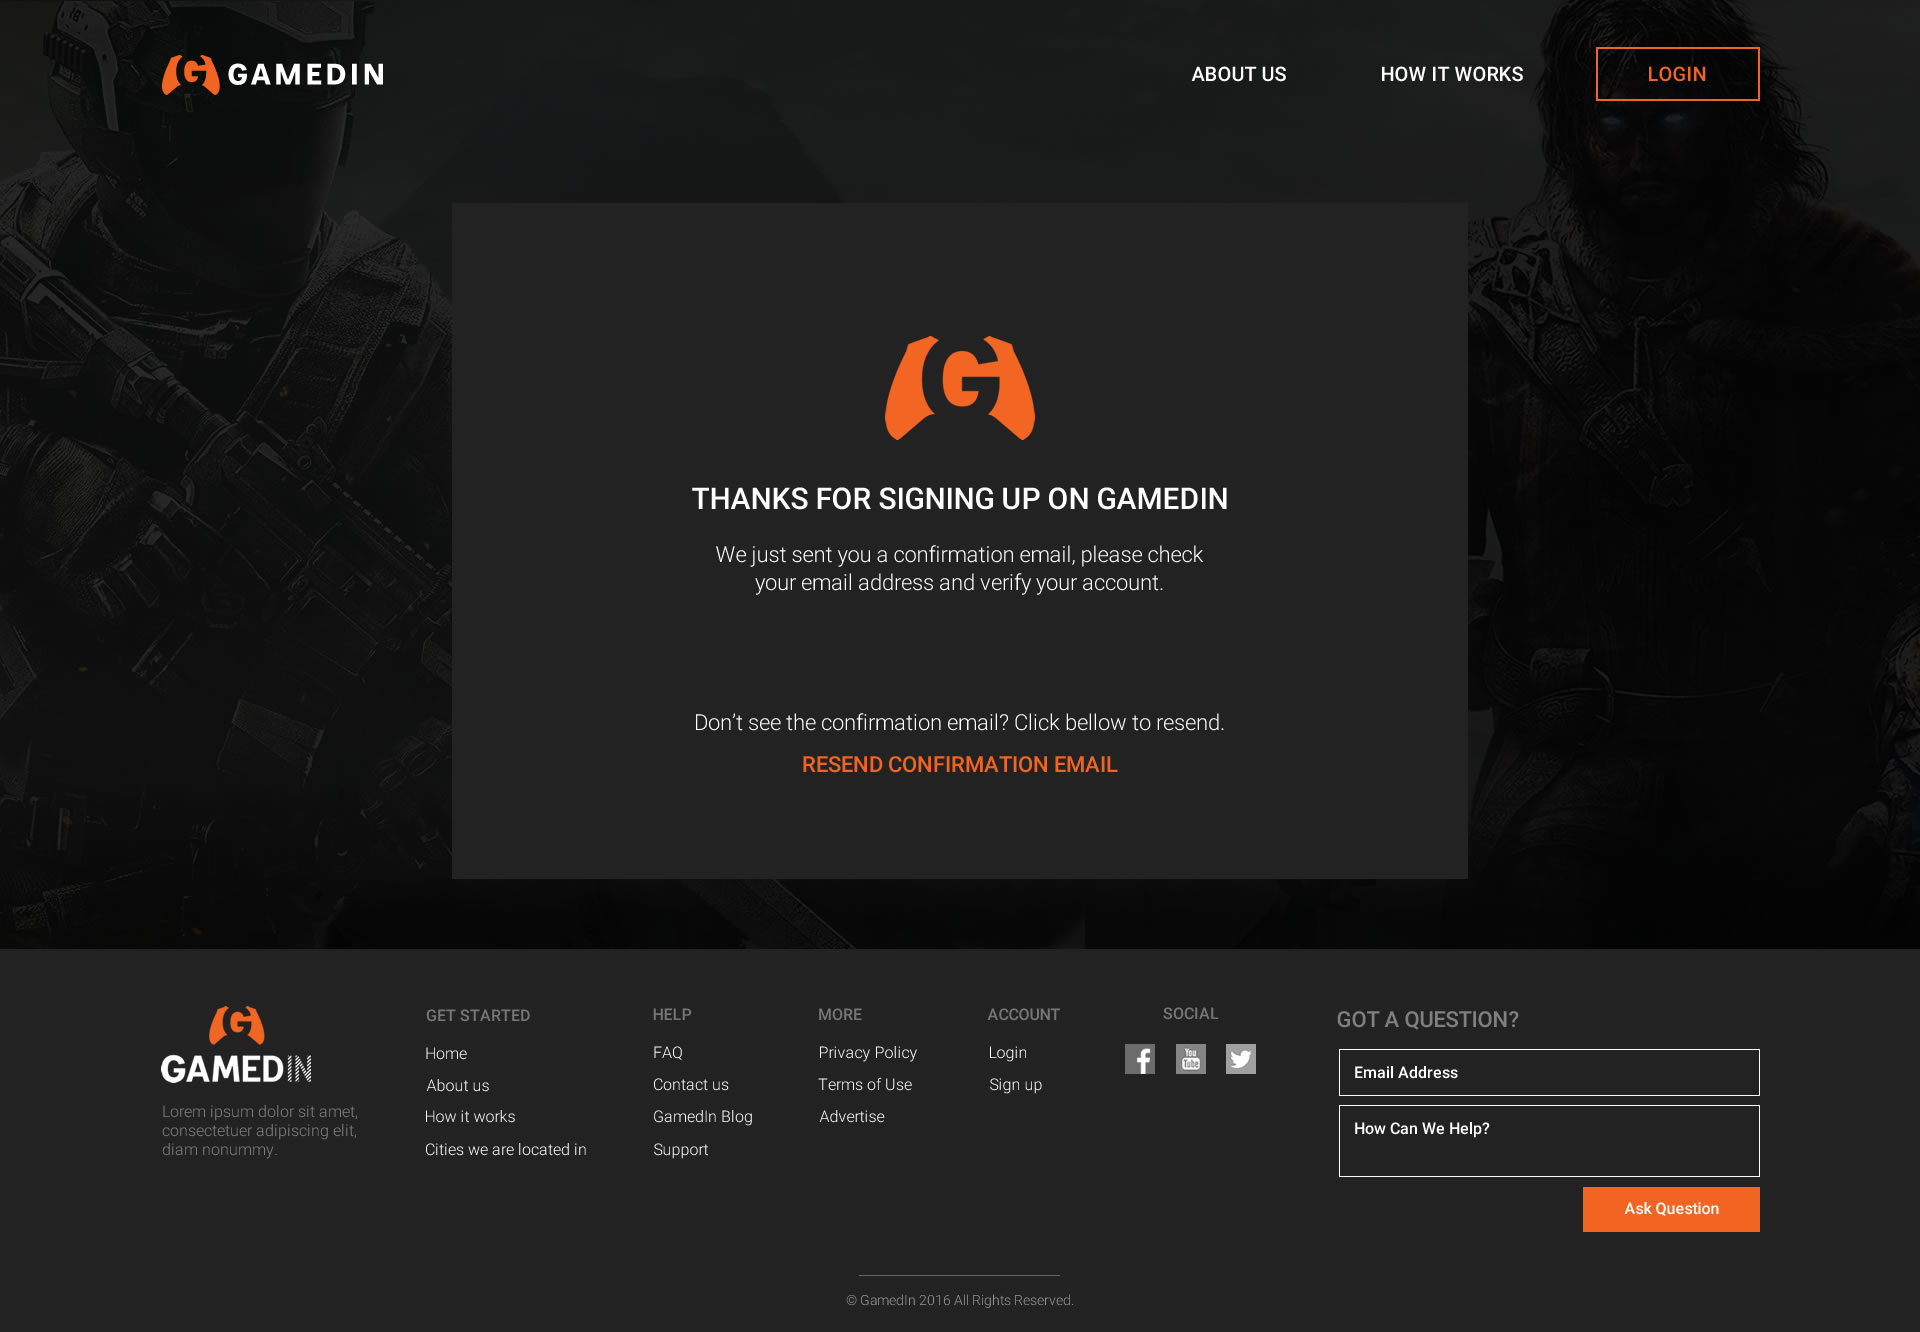 GAMEDIN
ABOUT US
HOW IT WORKS
LOGIN
G
THANKS FOR SIGNING UP ON GAMEDIN
We just sent you a confirmation email, please check
your email address and verify your account.
Don’t see the confirmation email? Click bellow to resend.
RESEND CONFIRMATION EMAIL
GAMEDIN
Lorem ipsum dolor sit amet,
consectetuer adipiscing elit,
diam nonummy.
GET STARTED
Home
About us
How it works
Cities we are located in
HELP
FAQ
Contact us
GamedIn Blog
Support
MORE
Privacy Policy
Terms of Use
Advertise
ACCOUNT
Login
Sign up
SOCIAL
f
You
Tube
GOT A QUESTION?
Email Address
How Can We Help?
Ask Question
© GamedIn 2016 All Rights Reserved.